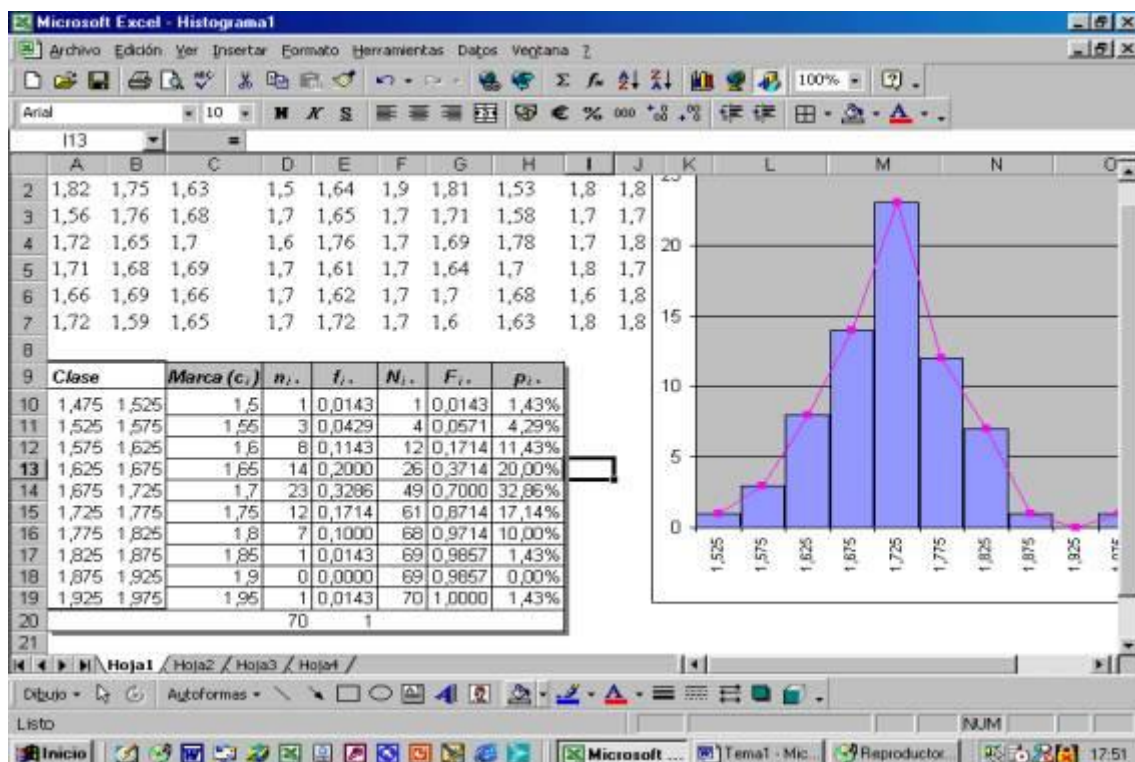 Microsoft Excel - Histograma1
Archivo Edición Ver Insertar Formato Herramientas Datos Ventana ?
100%
Arial 10 N K S € % 000
I13 =
A B C D E F G H I J K L M N O
2 1,82 1,75 1,63 1,5 1,64 1,9 1,81 1,53 1,8 1,8
3 1,56 1,76 1,68 1,7 1,65 1,7 1,71 1,58 1,7 1,7
4 1,72 1,65 1,7 1,6 1,76 1,7 1,69 1,78 1,7 1,8
5 1,71 1,68 1,69 1,7 1,61 1,7 1,64 1,7 1,8 1,7
6 1,66 1,69 1,66 1,7 1,62 1,7 1,7 1,68 1,6 1,8
7 1,72 1,59 1,65 1,7 1,72 1,7 1,6 1,63 1,8 1,8
8
9 Clase Marca (ci) ni. fi. Ni. Fi. pi.
10 1,475 1,525 1,5 1 0,0143 1 0,0143 1,43%
11 1,525 1,575 1,55 3 0,0429 4 0,0571 4,29%
12 1,575 1,625 1,6 8 0,1143 12 0,1714 11,43%
13 1,625 1,675 1,65 14 0,2000 26 0,3714 20,00%
14 1,675 1,725 1,7 23 0,3286 49 0,7000 32,86%
15 1,725 1,775 1,75 12 0,1714 61 0,8714 17,14%
16 1,775 1,825 1,8 7 0,1000 68 0,9714 10,00%
17 1,825 1,875 1,85 1 0,0143 69 0,9857 1,43%
18 1,875 1,925 1,9 0 0,0000 69 0,9857 0,00%
19 1,925 1,975 1,95 1 0,0143 70 1,0000 1,43%
20 70 1
21
20
15
10
5
0
1,525 1,575 1,625 1,675 1,725 1,775 1,825 1,875 1,925
Hoja1 Hoja2 Hoja3 Hoja4
Dibujo Autoformas
Listo NUM
Inicio Microsoft ... Tema1 - Mic... Reproductor... 17:51